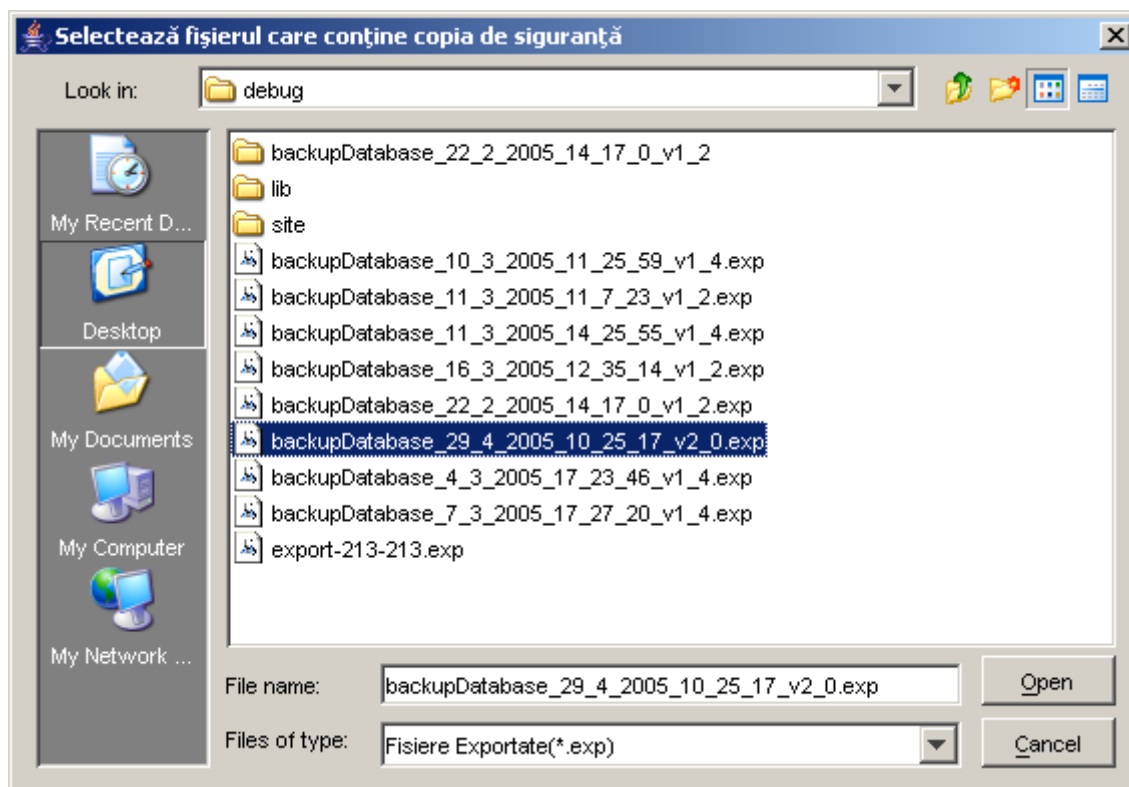 Selectează fişierul care conţine copia de siguranţă
Look in:
debug
My Recent D...
Desktop
My Documents
My Computer
My Network ...
backupDatabase_22_2_2005_14_17_0_v1_2
lib
site
backupDatabase_10_3_2005_11_25_59_v1_4.exp
backupDatabase_11_3_2005_11_7_23_v1_2.exp
backupDatabase_11_3_2005_14_25_55_v1_4.exp
backupDatabase_16_3_2005_12_35_14_v1_2.exp
backupDatabase_22_2_2005_14_17_0_v1_2.exp
backupDatabase_29_4_2005_10_25_17_v2_0.exp
backupDatabase_4_3_2005_17_23_46_v1_4.exp
backupDatabase_7_3_2005_17_27_20_v1_4.exp
export-213-213.exp
File name:
backupDatabase_29_4_2005_10_25_17_v2_0.exp
Open
Files of type:
Fisiere Exportate(*.exp)
Cancel